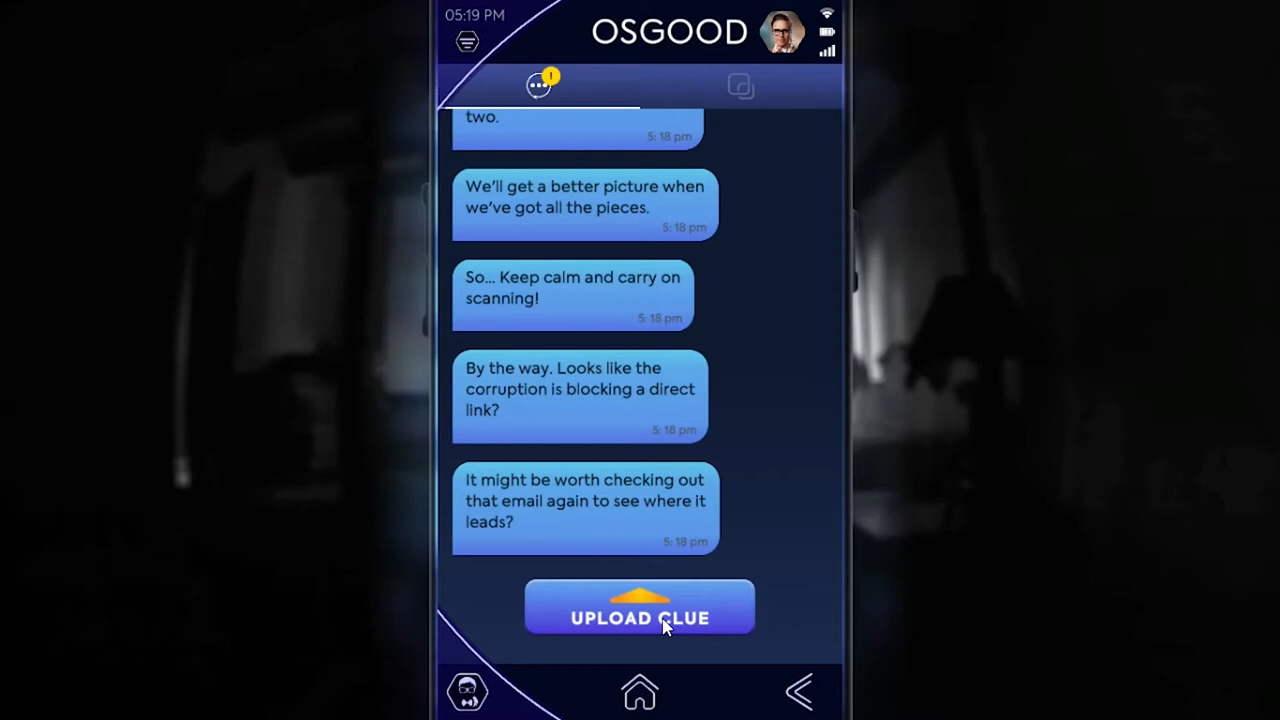 05:19 PM
OSGOOD
!
two.
5:18 pm
We'll get a better picture when
we've got all the pieces.
5:18 pm
So... Keep calm and carry on
scanning!
5:18 pm
By the way. Looks like the
corruption is blocking a direct
link?
5:18 pm
It might be worth checking out
that email again to see where it
leads?
5:18 pm
UPLOAD CLUE